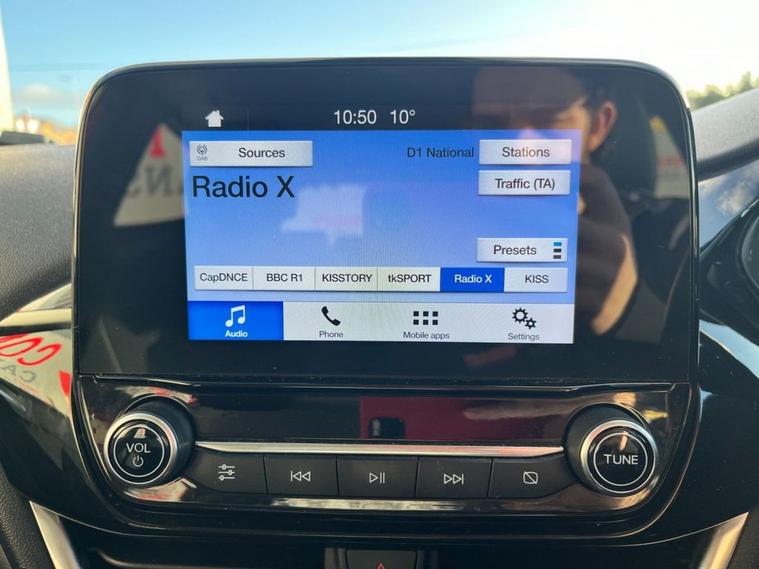 10:50 10°
DAB Sources
D1 National Stations
Radio X
Traffic (TA)
Presets
CapDNCE BBC R1 KISSTORY tkSPORT Radio X KISS
Audio Phone Mobile apps Settings
VOL
TUNE